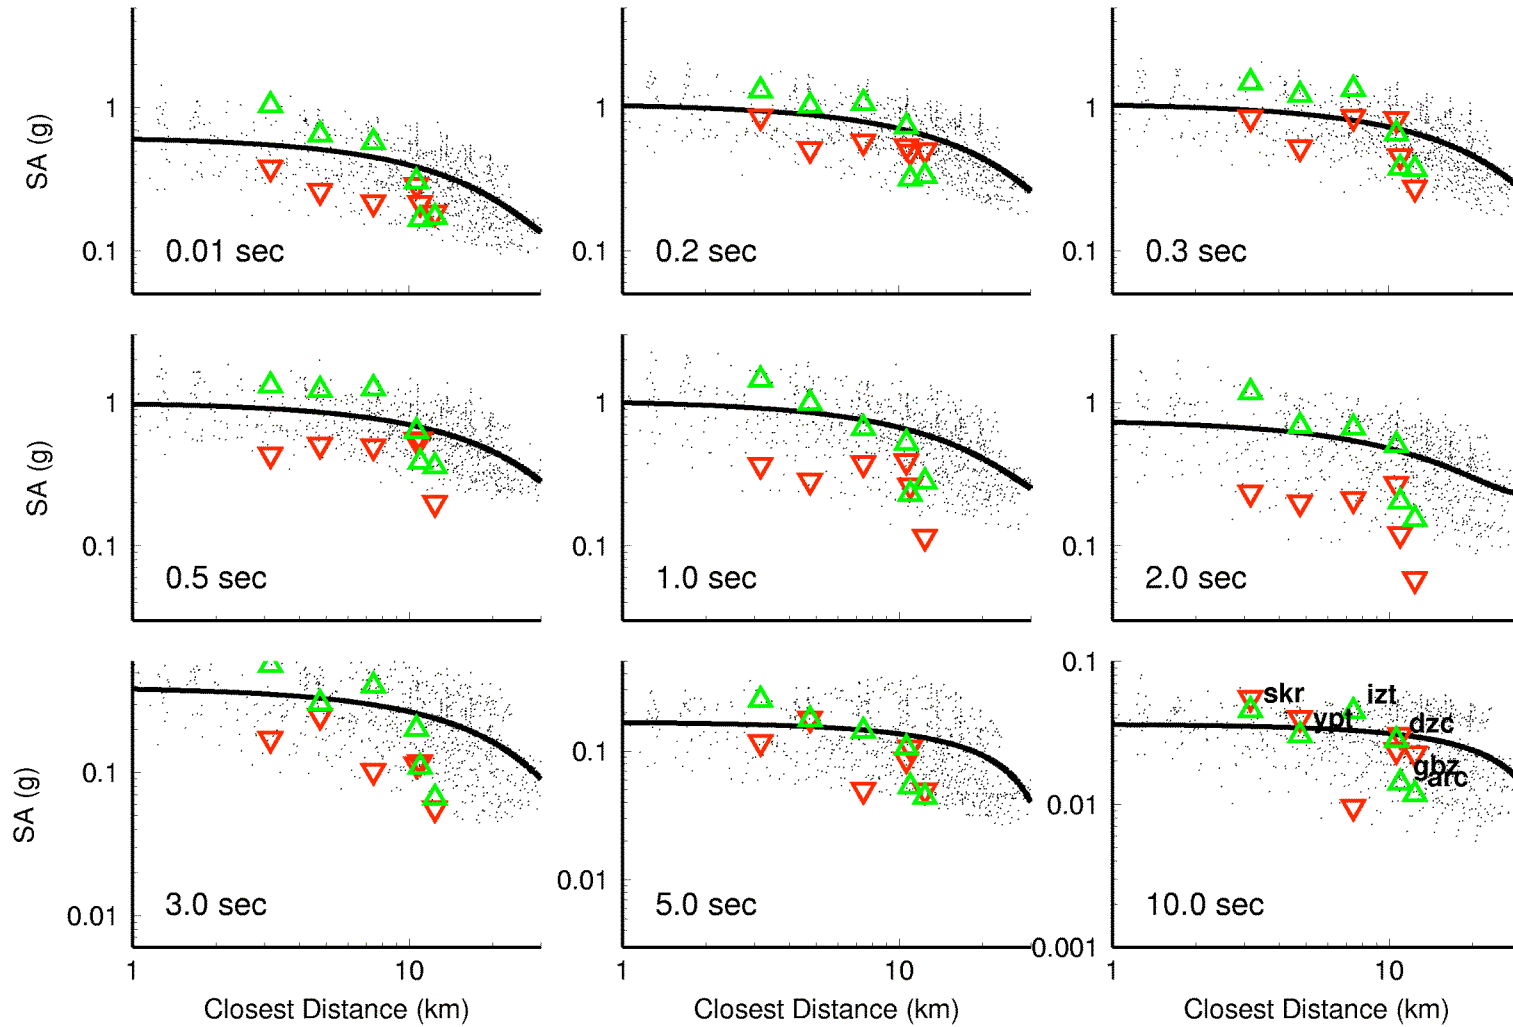 SA (g)
1
0.1
0.01 sec
1
0.1
0.2 sec
1
0.1
0.3 sec
SA (g)
1
0.1
0.5 sec
1
0.1
1.0 sec
1
0.1
2.0 sec
SA (g)
0.1
0.01
3.0 sec
1
10
Closest Distance (km)
0.1
0.01
5.0 sec
1
10
Closest Distance (km)
0.1
0.01
0.001
skr
izt
ypt
dzc
gbz
arc
10.0 sec
1
10
Closest Distance (km)